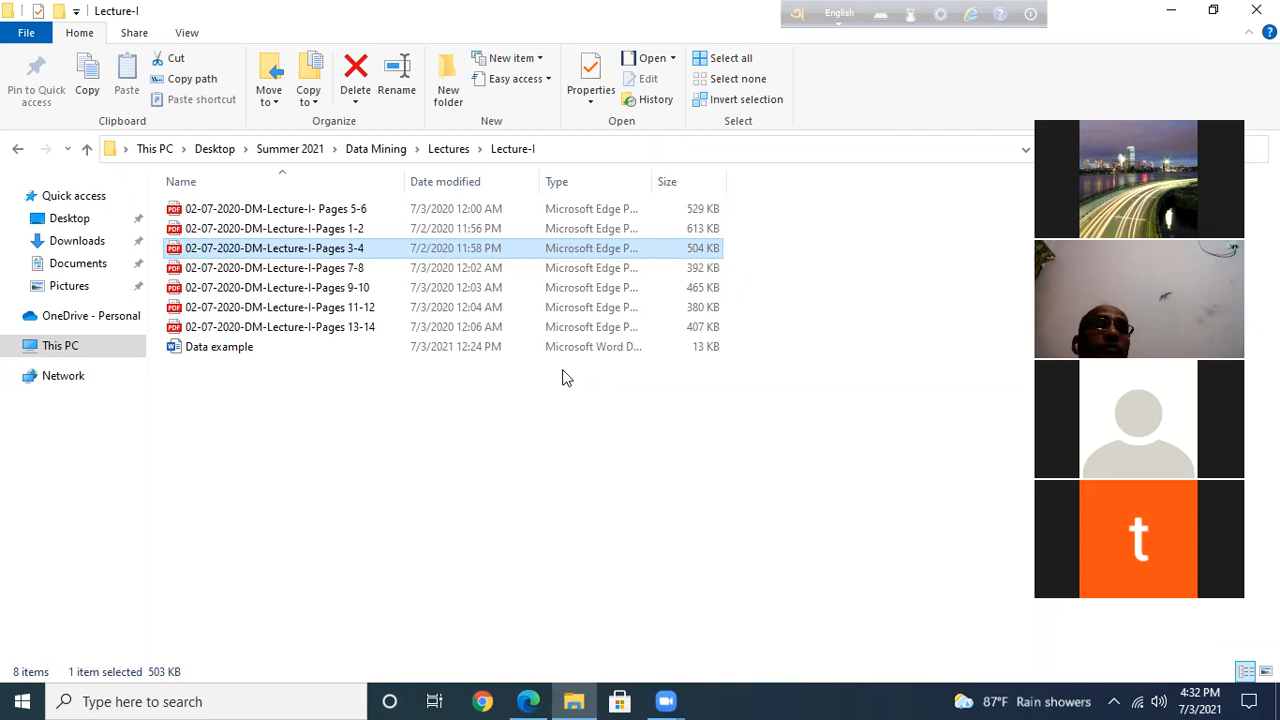 Lecture-I
অ English
File Home Share View
Pin to Quick access
Copy
Paste
Cut
Copy path
Paste shortcut
Clipboard
Move to
Copy to
Delete
Rename
Organize
New folder
New item
Easy access
New
Properties
Open
Edit
History
Open
Select all
Select none
Invert selection
Select
This PC > Desktop > Summer 2021 > Data Mining > Lectures > Lecture-I
Name Date modified Type Size
02-07-2020-DM-Lecture-I- Pages 5-6 7/3/2020 12:00 AM Microsoft Edge P... 529 KB
02-07-2020-DM-Lecture-I-Pages 1-2 7/2/2020 11:56 PM Microsoft Edge P... 613 KB
02-07-2020-DM-Lecture-I-Pages 3-4 7/2/2020 11:58 PM Microsoft Edge P... 504 KB
02-07-2020-DM-Lecture-I-Pages 7-8 7/3/2020 12:02 AM Microsoft Edge P... 392 KB
02-07-2020-DM-Lecture-I-Pages 9-10 7/3/2020 12:03 AM Microsoft Edge P... 465 KB
02-07-2020-DM-Lecture-I-Pages 11-12 7/3/2020 12:04 AM Microsoft Edge P... 380 KB
02-07-2020-DM-Lecture-I-Pages 13-14 7/3/2020 12:06 AM Microsoft Edge P... 407 KB
Data example 7/3/2021 12:24 PM Microsoft Word D... 13 KB
Quick access
Desktop
Downloads
Documents
Pictures
OneDrive - Personal
This PC
Network
t
8 items 1 item selected 503 KB
Type here to search
87°F Rain showers
4:32 PM
7/3/2021